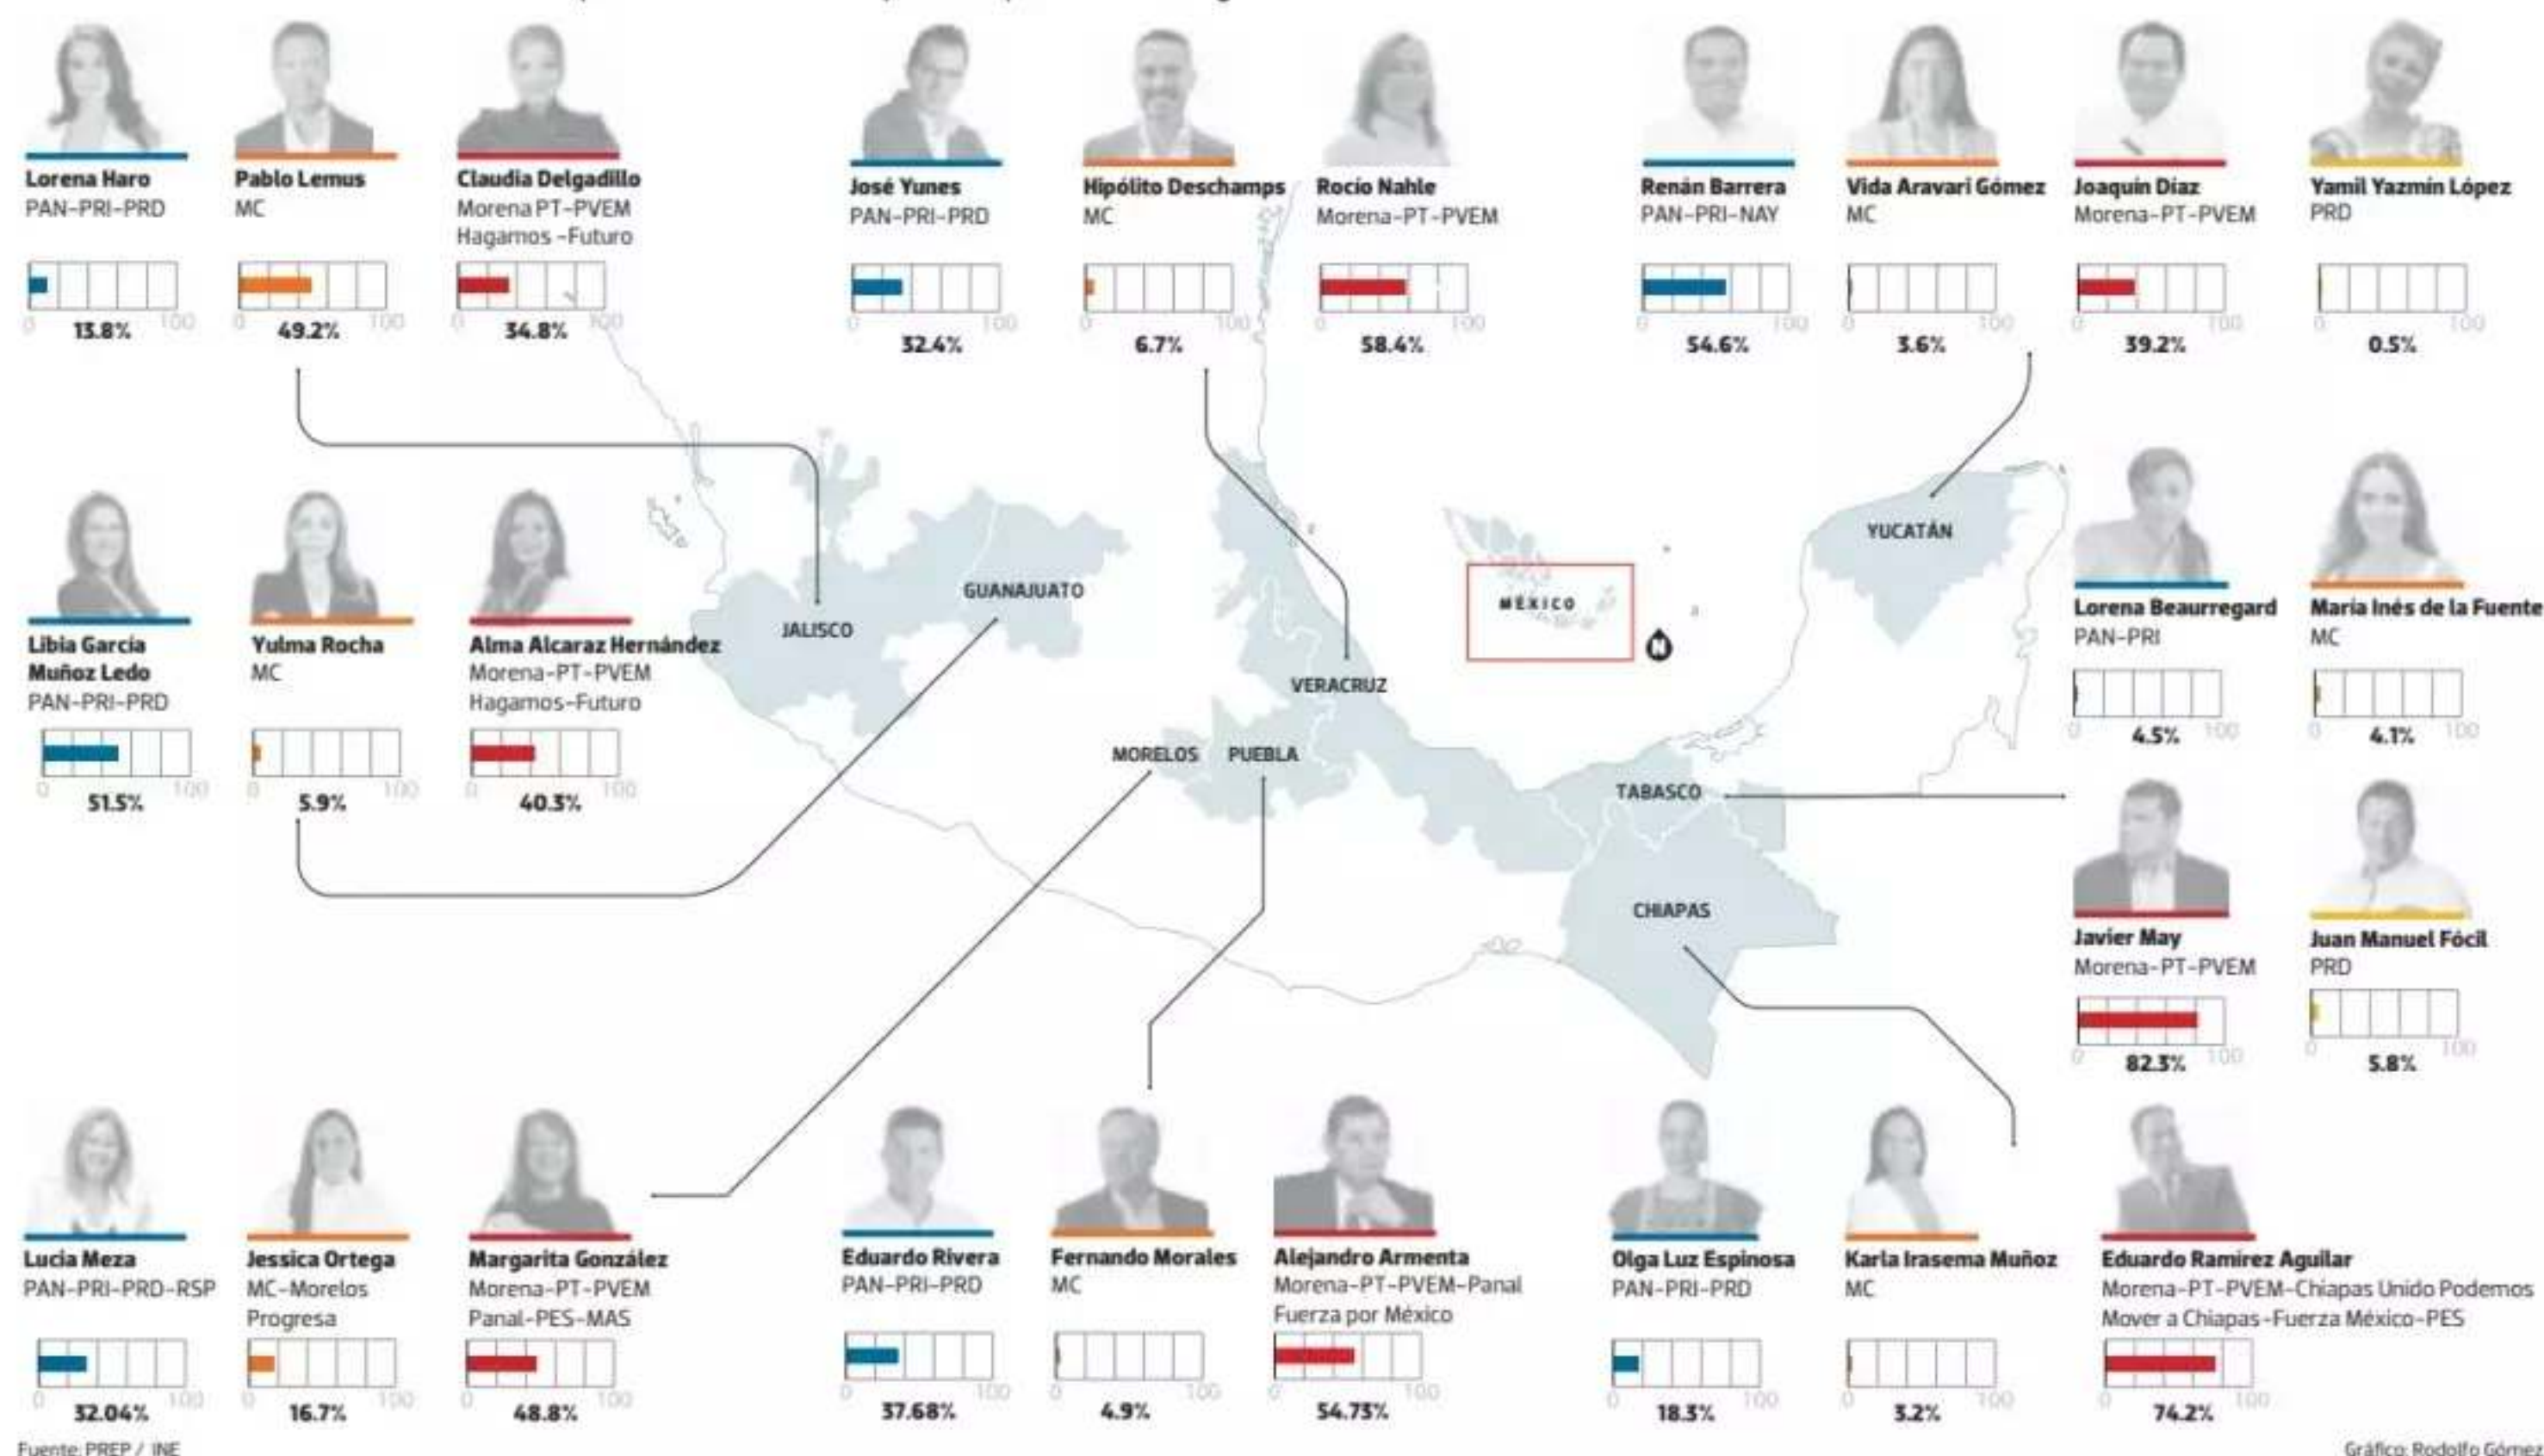 Lorena Haro
PAN-PRI-PRD
0 100
13.8%
Pablo Lemus
MC
0 100
49.2%
Claudia Delgadillo
Morena PT-PVEM
Hagamos -Futuro
0 100
34.8%
José Yunes
PAN-PRI-PRD
0 100
32.4%
Hipólito Deschamps
MC
0 100
6.7%
Rocío Nahle
Morena-PT-PVEM
0 100
58.4%
Renán Barrera
PAN-PRI-NAY
0 100
54.6%
Vida Aravari Gómez
MC
0 100
3.6%
Joaquín Díaz
Morena-PT-PVEM
0 100
39.2%
Yamil Yazmín López
PRD
0 100
0.5%
Libia García
Muñoz Ledo
PAN-PRI-PRD
0 100
51.5%
Yulma Rocha
MC
0 100
5.9%
Alma Alcaraz Hernández
Morena-PT-PVEM
Hagamos-Futuro
0 100
40.3%
JALISCO
GUANAJUATO
VERACRUZ
MORELOS
PUEBLA
MÉXICO
N
YUCATÁN
TABASCO
CHIAPAS
Lorena Beaurregard
PAN-PRI
0 100
4.5%
María Inés de la Fuente
MC
0 100
4.1%
Javier May
Morena-PT-PVEM
0 100
82.3%
Juan Manuel Fócil
PRD
0 100
5.8%
Lucia Meza
PAN-PRI-PRD-RSP
0 100
32.04%
Jessica Ortega
MC-Morelos
Progresa
0 100
16.7%
Margarita González
Morena-PT-PVEM
Panal-PES-MAS
0 100
48.8%
Eduardo Rivera
PAN-PRI-PRD
0 100
37.68%
Fernando Morales
MC
0 100
4.9%
Alejandro Armenta
Morena-PT-PVEM-Panal
Fuerza por México
0 100
54.73%
Olga Luz Espinosa
PAN-PRI-PRD
0 100
18.3%
Karla Irasema Muñoz
MC
0 100
3.2%
Eduardo Ramírez Aguilar
Morena-PT-PVEM-Chiapas Unido Podemos
Mover a Chiapas-Fuerza México-PES
0 100
74.2%
Fuente: PREP / INE
Gráfico: Rodolfo Gómez